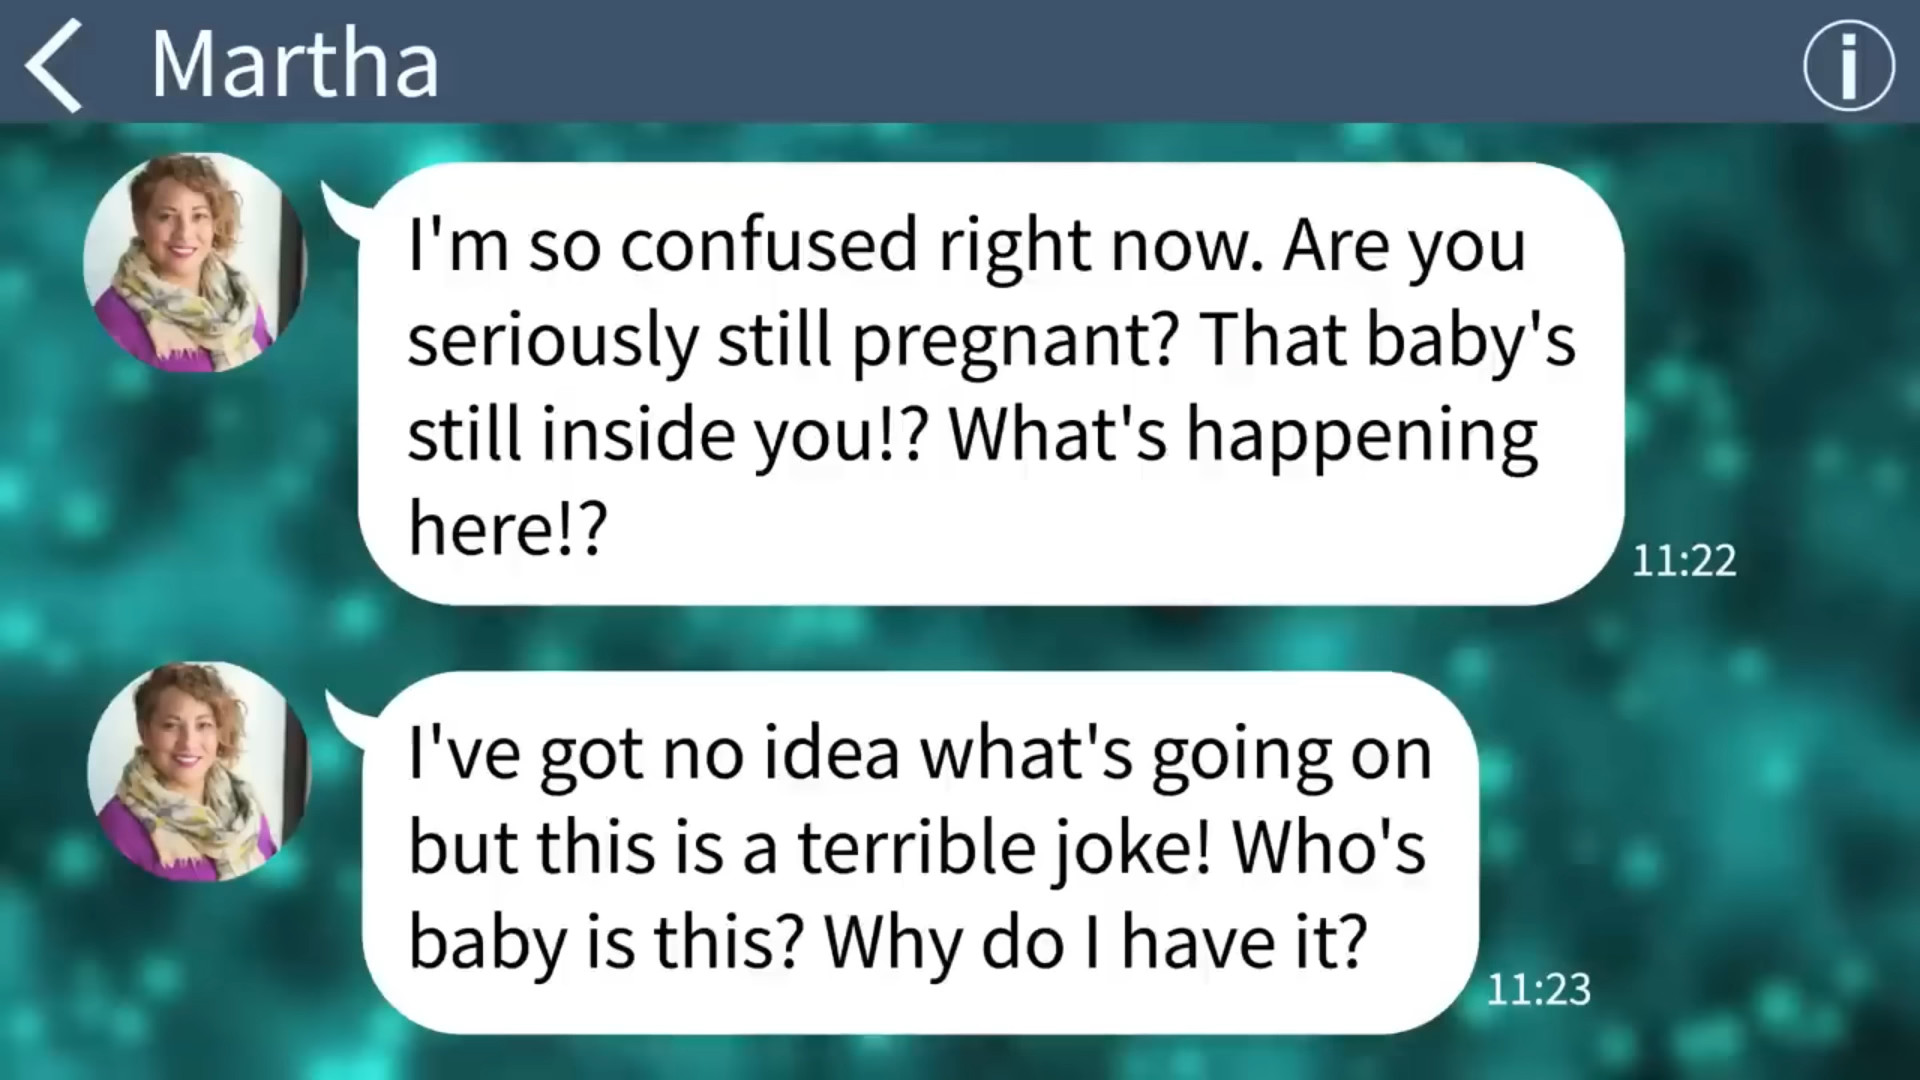 Martha
I'm so confused right now. Are you
seriously still pregnant? That baby's
still inside you!? What's happening
here!?
11:22
I've got no idea what's going on
but this is a terrible joke! Who's
baby is this? Why do I have it?
11:23